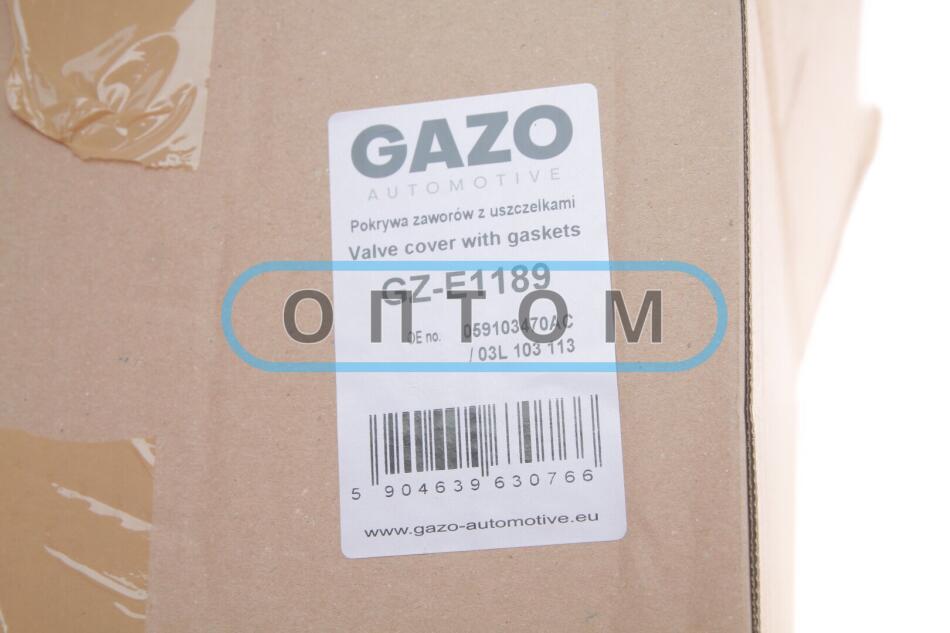 GAZO
AUTOMOTIVE
Pokrywa zaworów z uszczelkami
Valve cover with gaskets
GZ-E1189
ОПТОМ
OE no. 059103470AC
/ 03L 103 113
5 904639 630766
www.gazo-automotive.eu